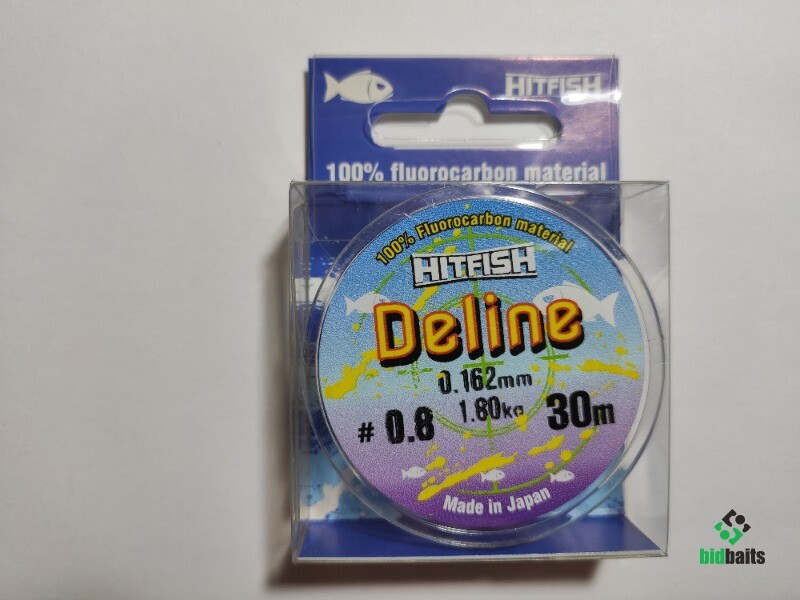 HITFISH
100% fluorocarbon material
100% Fluorocarbon material
HITFISH
Deline
0.162mm
1.80kg
# 0.8
30m
Made in Japan
bidbaits